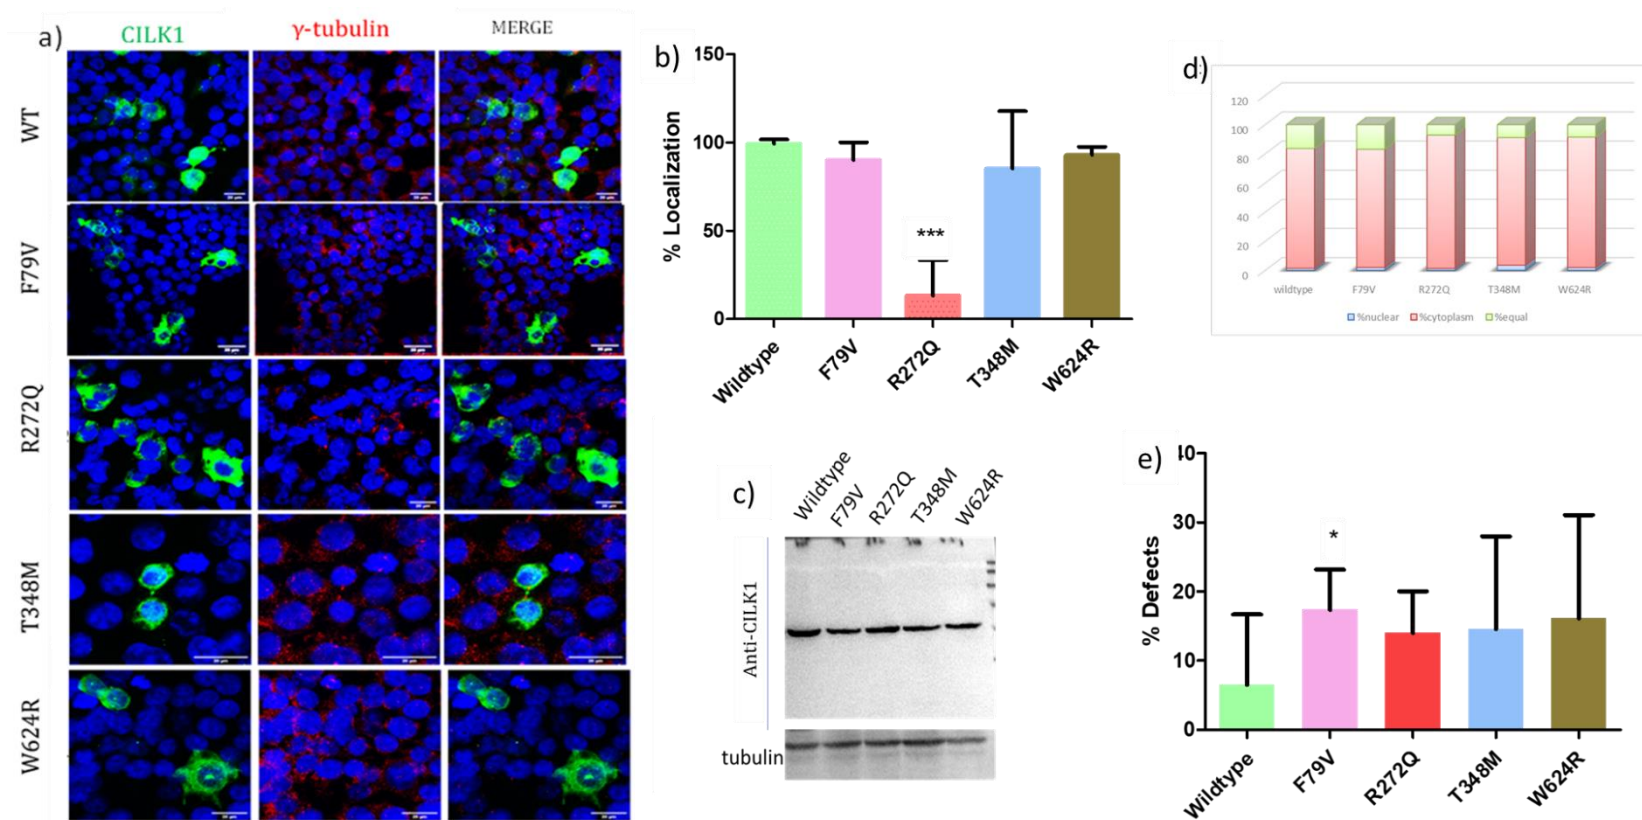 a)
CILK1
γ-tubulin
MERGE
WT
F79V
R272Q
T348M
W624R
b)
150
100
50
0
% Localization
***
Wildtype
F79V
R272Q
T348M
W624R
c)
Wildtype
F79V
R272Q
T348M
W624R
Anti-CILK1
tubulin
d)
120
100
80
60
40
20
0
wildtype
F79V
R272Q
T348M
W624R
%nuclear
%cytoplasm
%equal
e)
40
30
20
10
0
% Defects
*
Wildtype
F79V
R272Q
T348M
W624R